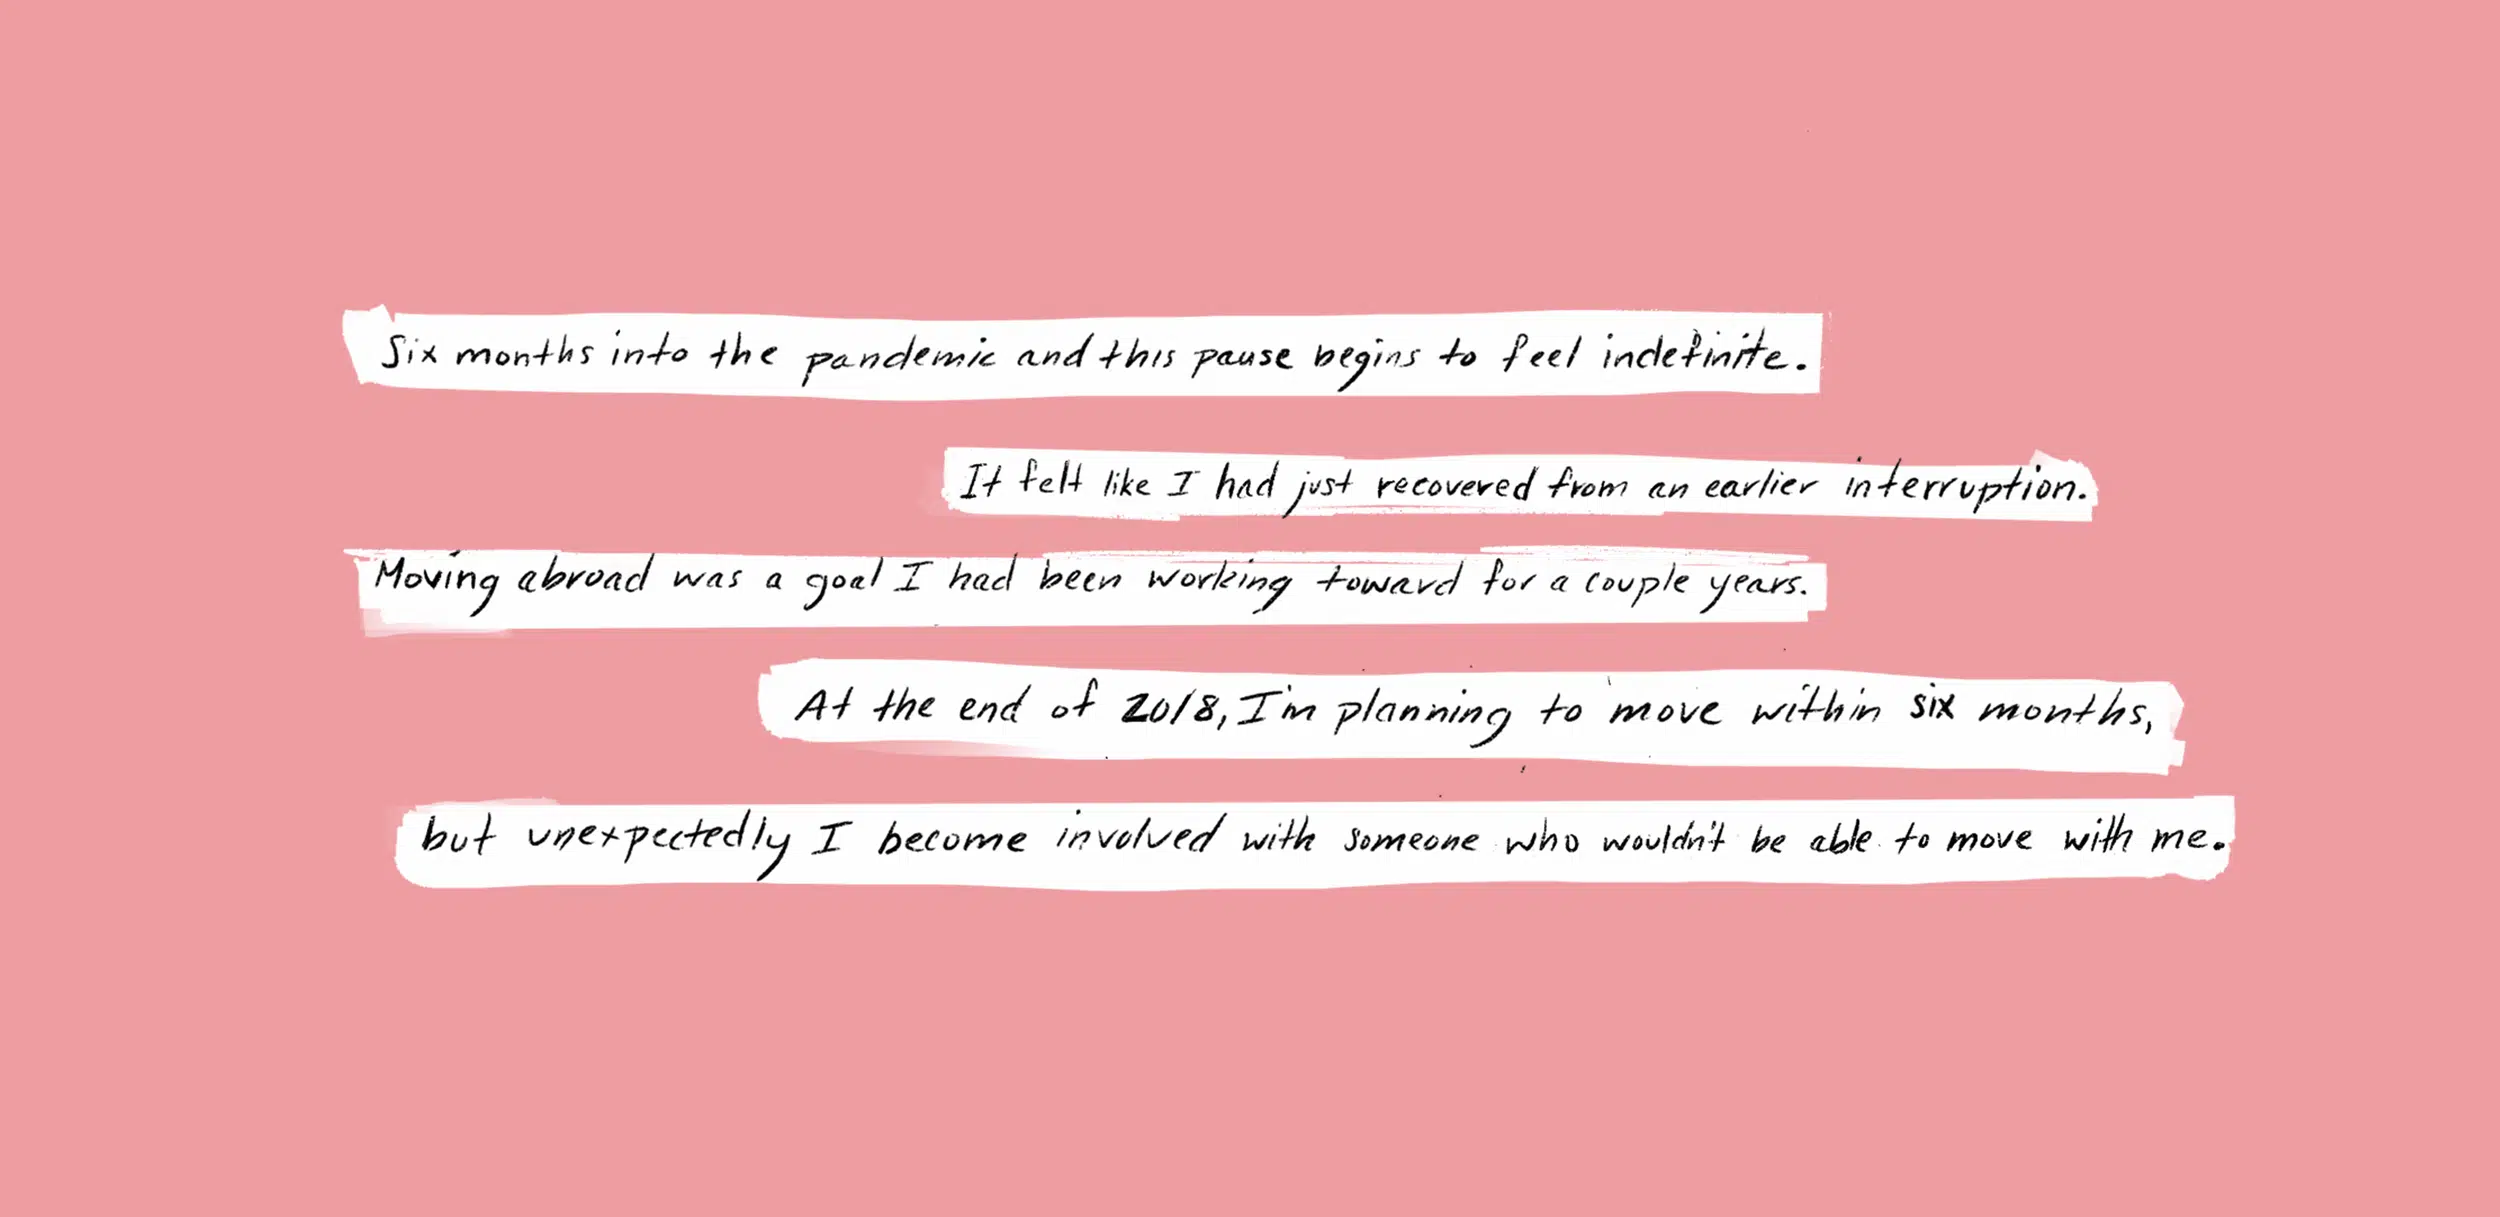 Six months into the pandemic and this pause begins to feel indefinite.
It felt like I had just recovered from an earlier interruption.
Moving abroad was a goal I had been working toward for a couple years.
At the end of 2018, I'm planning to move within six months,
but unexpectedly I become involved with someone who wouldn't be able to move with me.